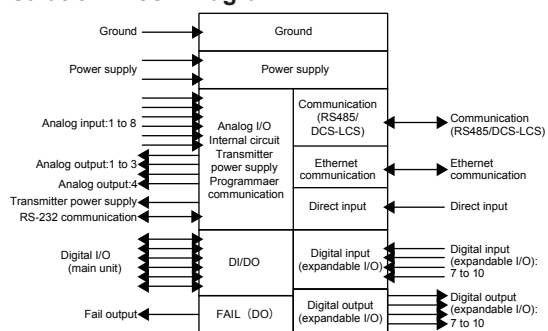 Ground
Ground
Power supply
Power supply
Analog input:1 to 8
Analog output:1 to 3
Analog output:4
Transmitter power supply
RS-232 communication
Analog I/O
Internal circuit
Transmitter
power supply
Programmaer
communication
Communication
(RS485/
DCS-LCS)
Communication
(RS485/DCS-LCS)
Ethernet
communication
Ethernet
communication
Direct input
Direct input
Digital I/O
(main unit)
DI/DO
Digital input
(expandable I/O)
Digital input
(expandable I/O):
7 to 10
Fail output
FAIL (DO)
Digital output
(expandable I/O)
Digital output
(expandable I/O):
7 to 10